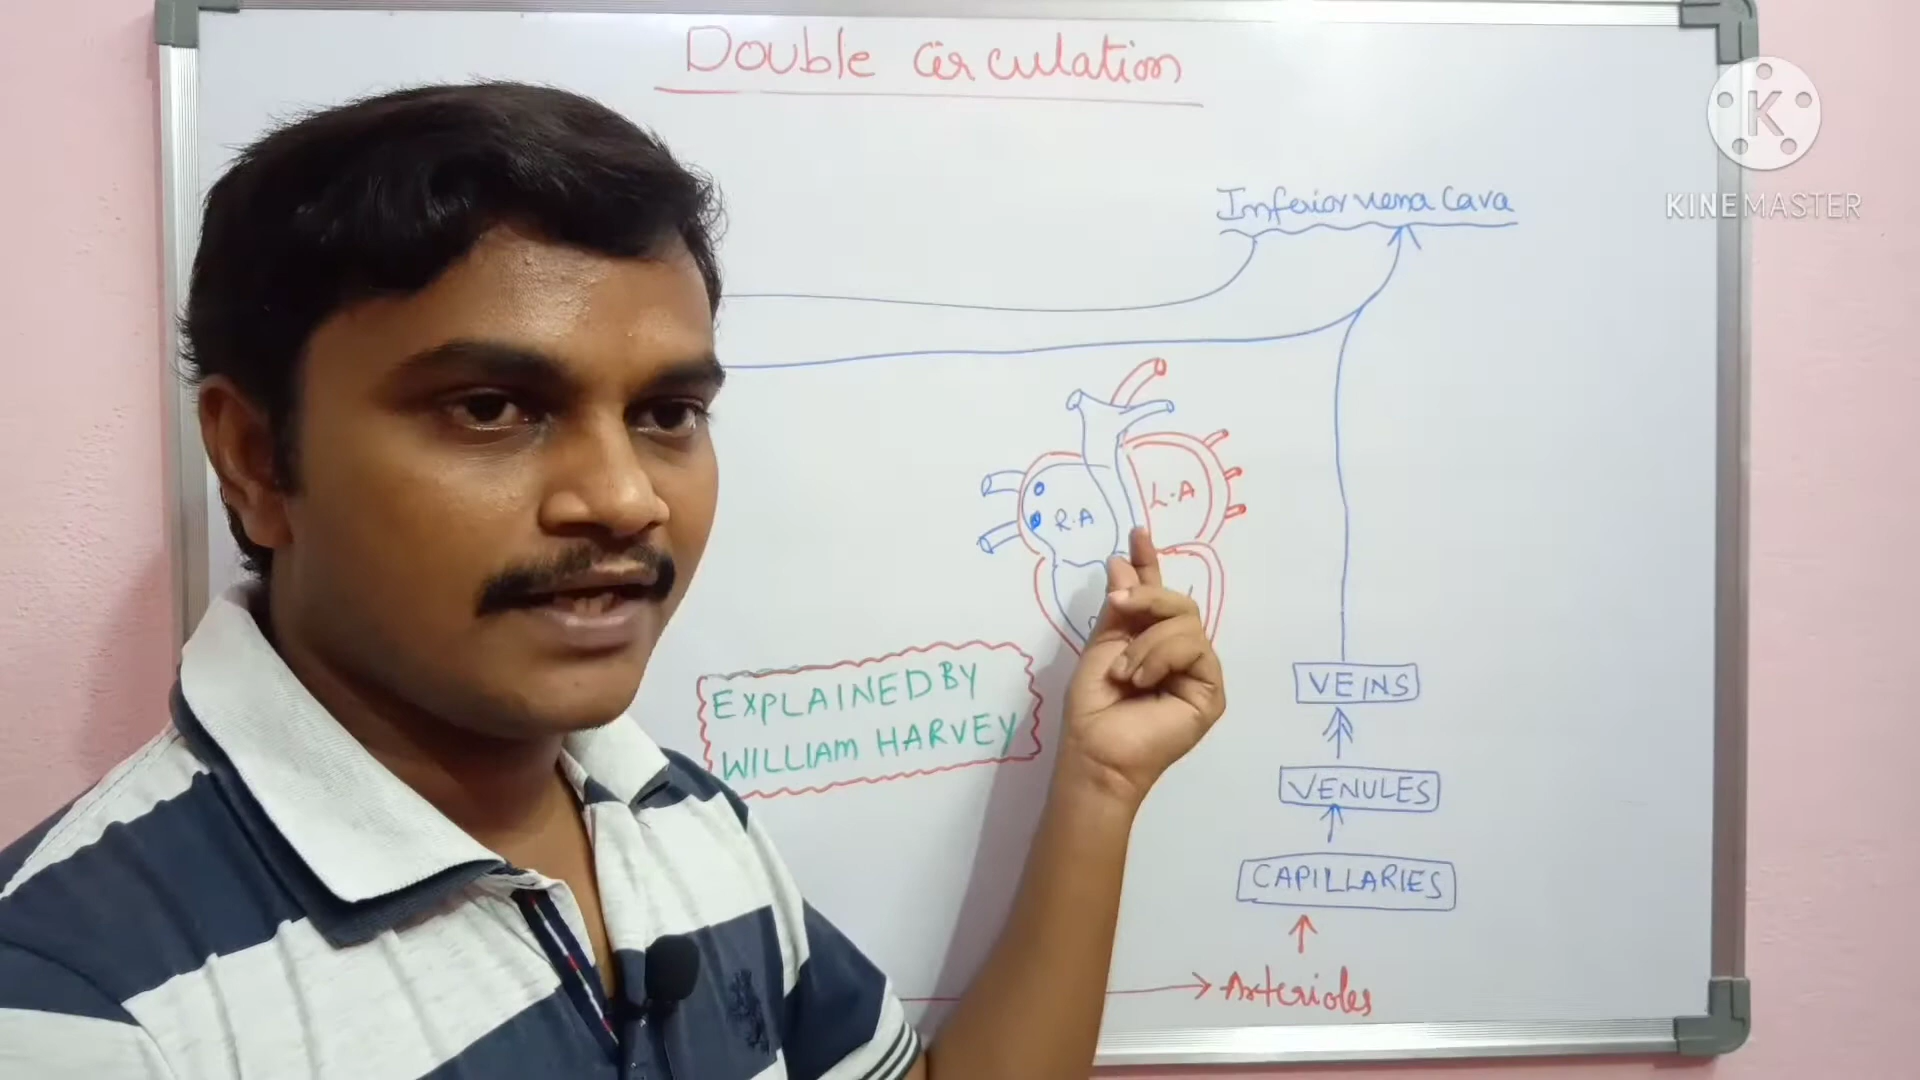 Double circulation
K
KINEMASTER
Inferior vena Cava
L.A
R.A
EXPLAINED BY
WILLIAM HARVEY
VEINS
VENULES
CAPILLARIES
Arterioles